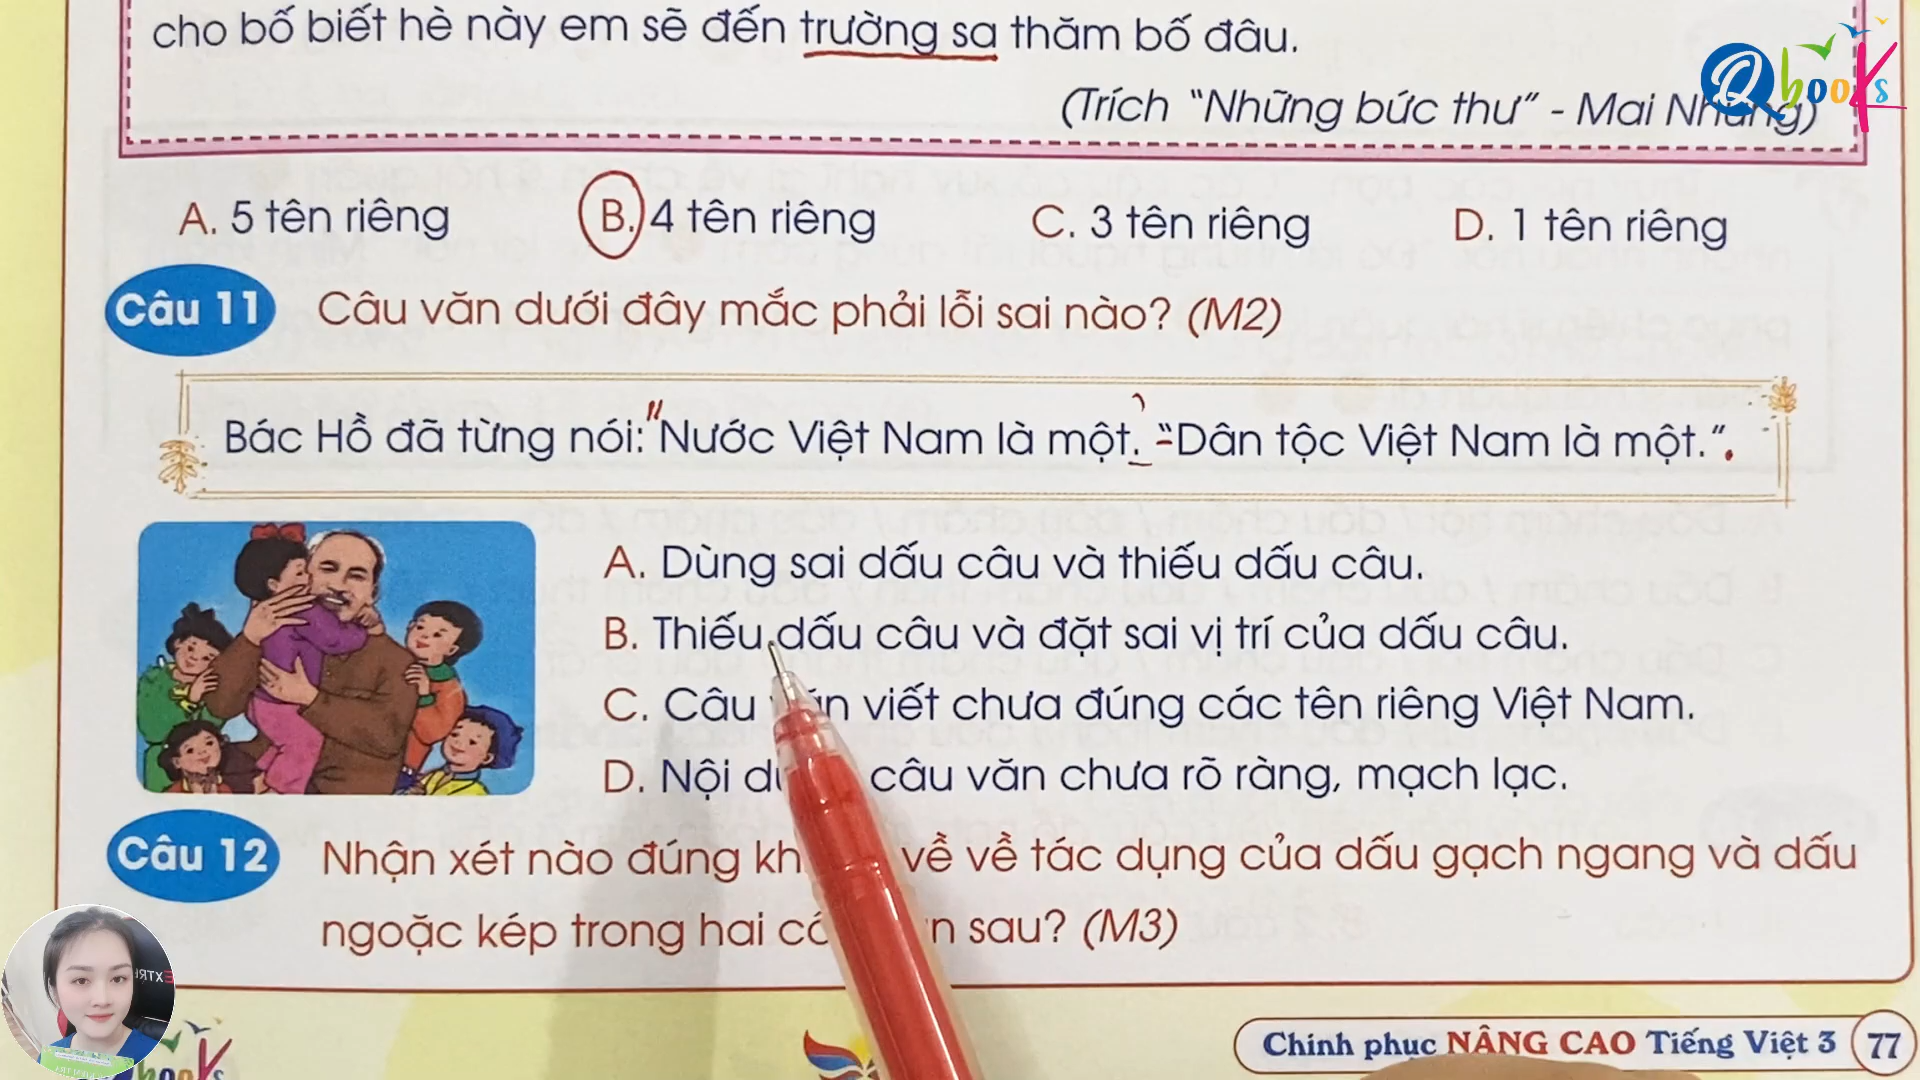 cho bố biết hè này em sẽ đến trường sa thăm bố đâu.
Qbooks
(Trích “Những bức thư” - Mai Nhung)
A. 5 tên riêng B. 4 tên riêng C. 3 tên riêng D. 1 tên riêng
Câu 11 Câu văn dưới đây mắc phải lỗi sai nào? (M2)
Bác Hồ đã từng nói: "Nước Việt Nam là một. , “Dân tộc Việt Nam là một.”.
A. Dùng sai dấu câu và thiếu dấu câu.
B. Thiếu dấu câu và đặt sai vị trí của dấu câu.
C. Câu viết chưa đúng các tên riêng Việt Nam.
D. Nội câu văn chưa rõ ràng, mạch lạc.
Câu 12 Nhận xét nào đúng về về tác dụng của dấu gạch ngang và dấu
ngoặc kép trong hai sau? (M3)
Chinh phục NÂNG CAO Tiếng Việt 3 77